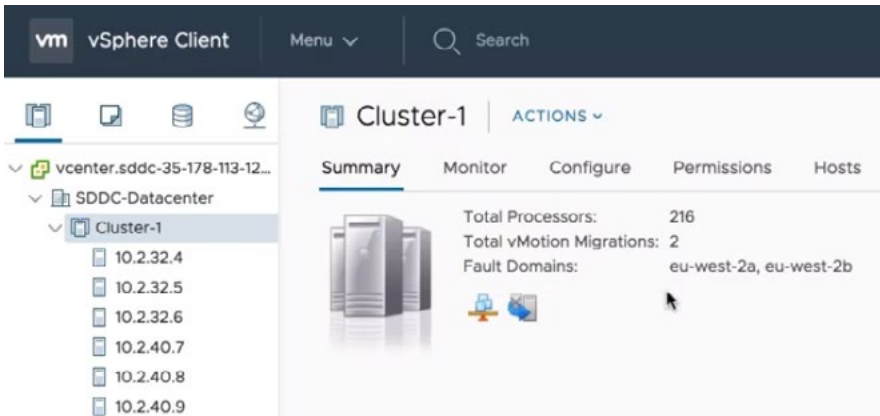 vm vSphere Client Menu Search
Cluster-1 ACTIONS
vcenter.sddc-35-178-113-12...
SDDC-Datacenter
Cluster-1
10.2.32.4
10.2.32.5
10.2.32.6
10.2.40.7
10.2.40.8
10.2.40.9
Summary Monitor Configure Permissions Hosts
Total Processors: 216
Total vMotion Migrations: 2
Fault Domains: eu-west-2a, eu-west-2b